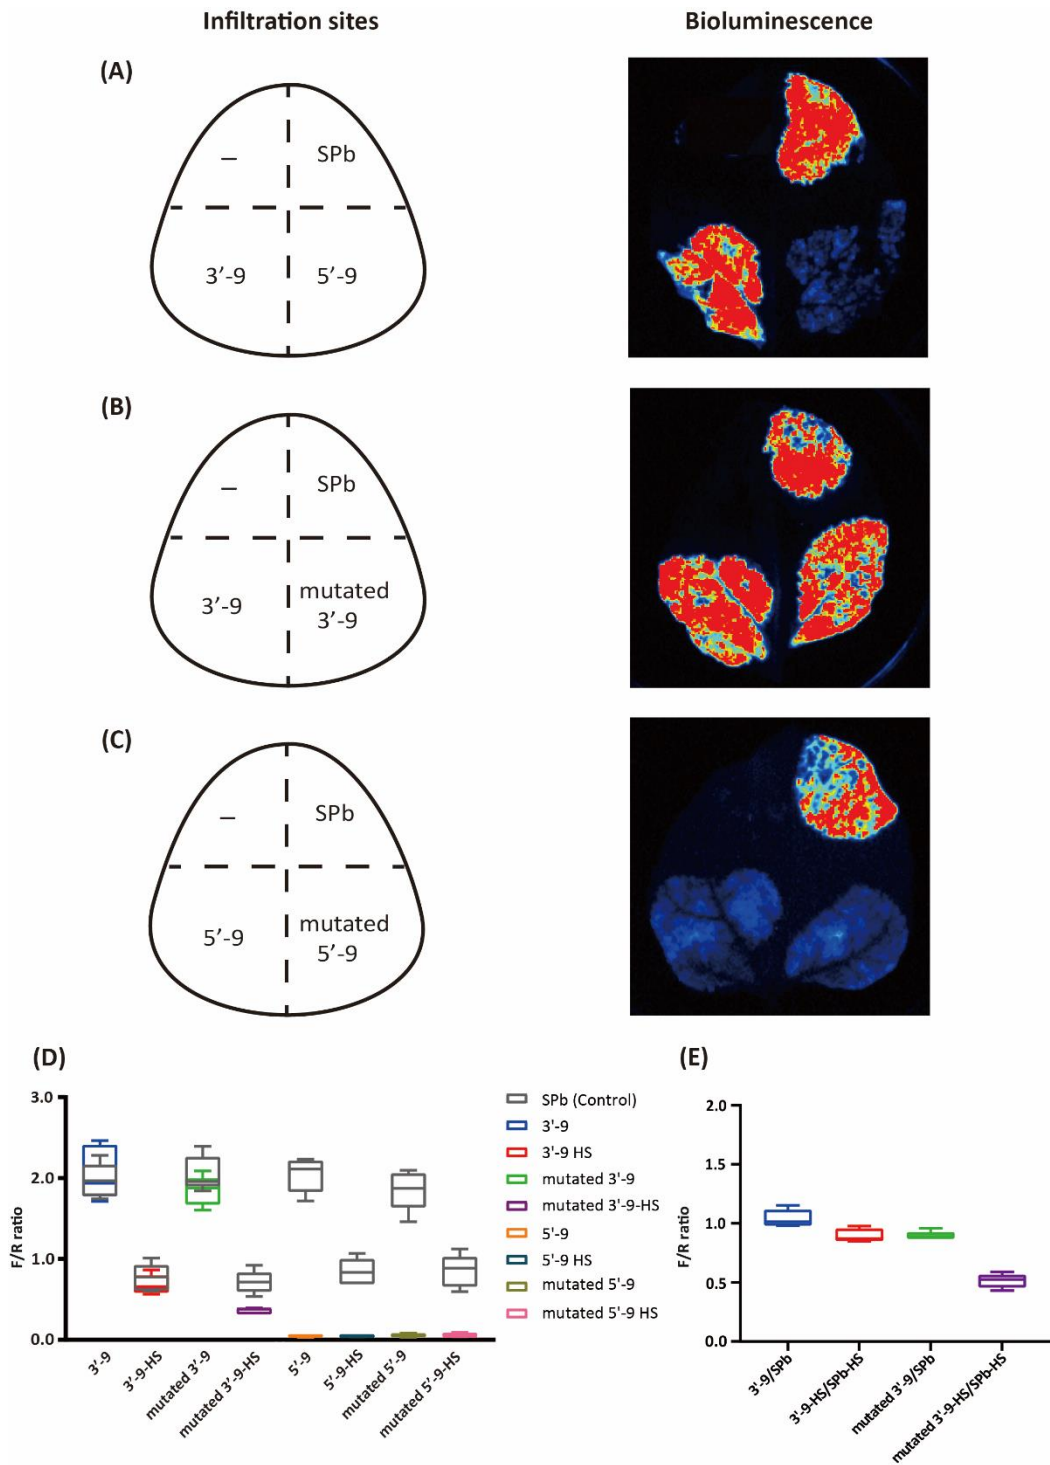 Infiltration sites
Bioluminescence
(A)
–
SPb
3′-9
5′-9
(B)
–
SPb
3′-9
mutated
3'-9
(C)
–
SPb
5′-9
mutated
5′-9
(D)
F/R ratio
3.0
2.0
1.0
0.0
3'-9
3'-9-HS
mutated 3'-9
mutated 3'-9-HS
5'-9
5'-9-HS
mutated 5'-9
mutated 5'-9-HS
SPb (Control)
3'-9
3'-9 HS
mutated 3'-9
mutated 3'-9-HS
5'-9
5'-9 HS
mutated 5'-9
mutated 5'-9 HS
(E)
F/R ratio
2.0
1.5
1.0
0.5
0.0
3'-9/SPb
3'-9-HS/SPb-HS
mutated 3'-9/SPb
mutated 3'-9-HS/SPb-HS